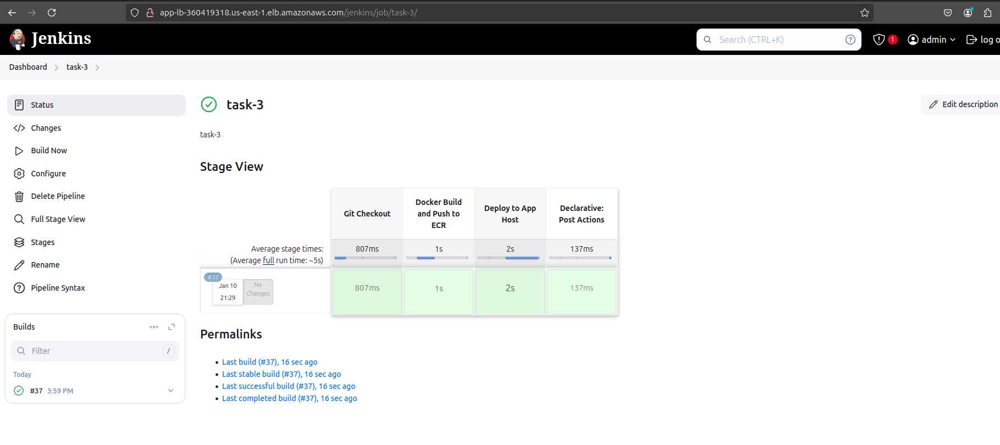 app-lb-360419318.us-east-1.elb.amazonaws.com/jenkins/job/task-3/
Jenkins
Search (CTRL+K)
1
admin
log o
Dashboard
task-3
Status
Changes
Build Now
Configure
Delete Pipeline
Full Stage View
Stages
Rename
Pipeline Syntax
Builds
Filter
/
Today
#37 3:59 PM
task-3
Edit description
task-3
Stage View
Git Checkout
Docker Build
and Push to
ECR
Deploy to App
Host
Declarative:
Post Actions
Average stage times:
(Average full run time: ~5s)
807ms
1s
2s
137ms
#37
Jan 10
21:29
No
Changes
807ms
1s
2s
137ms
Permalinks
Last build (#37), 16 sec ago
Last stable build (#37), 16 sec ago
Last successful build (#37), 16 sec ago
Last completed build (#37), 16 sec ago